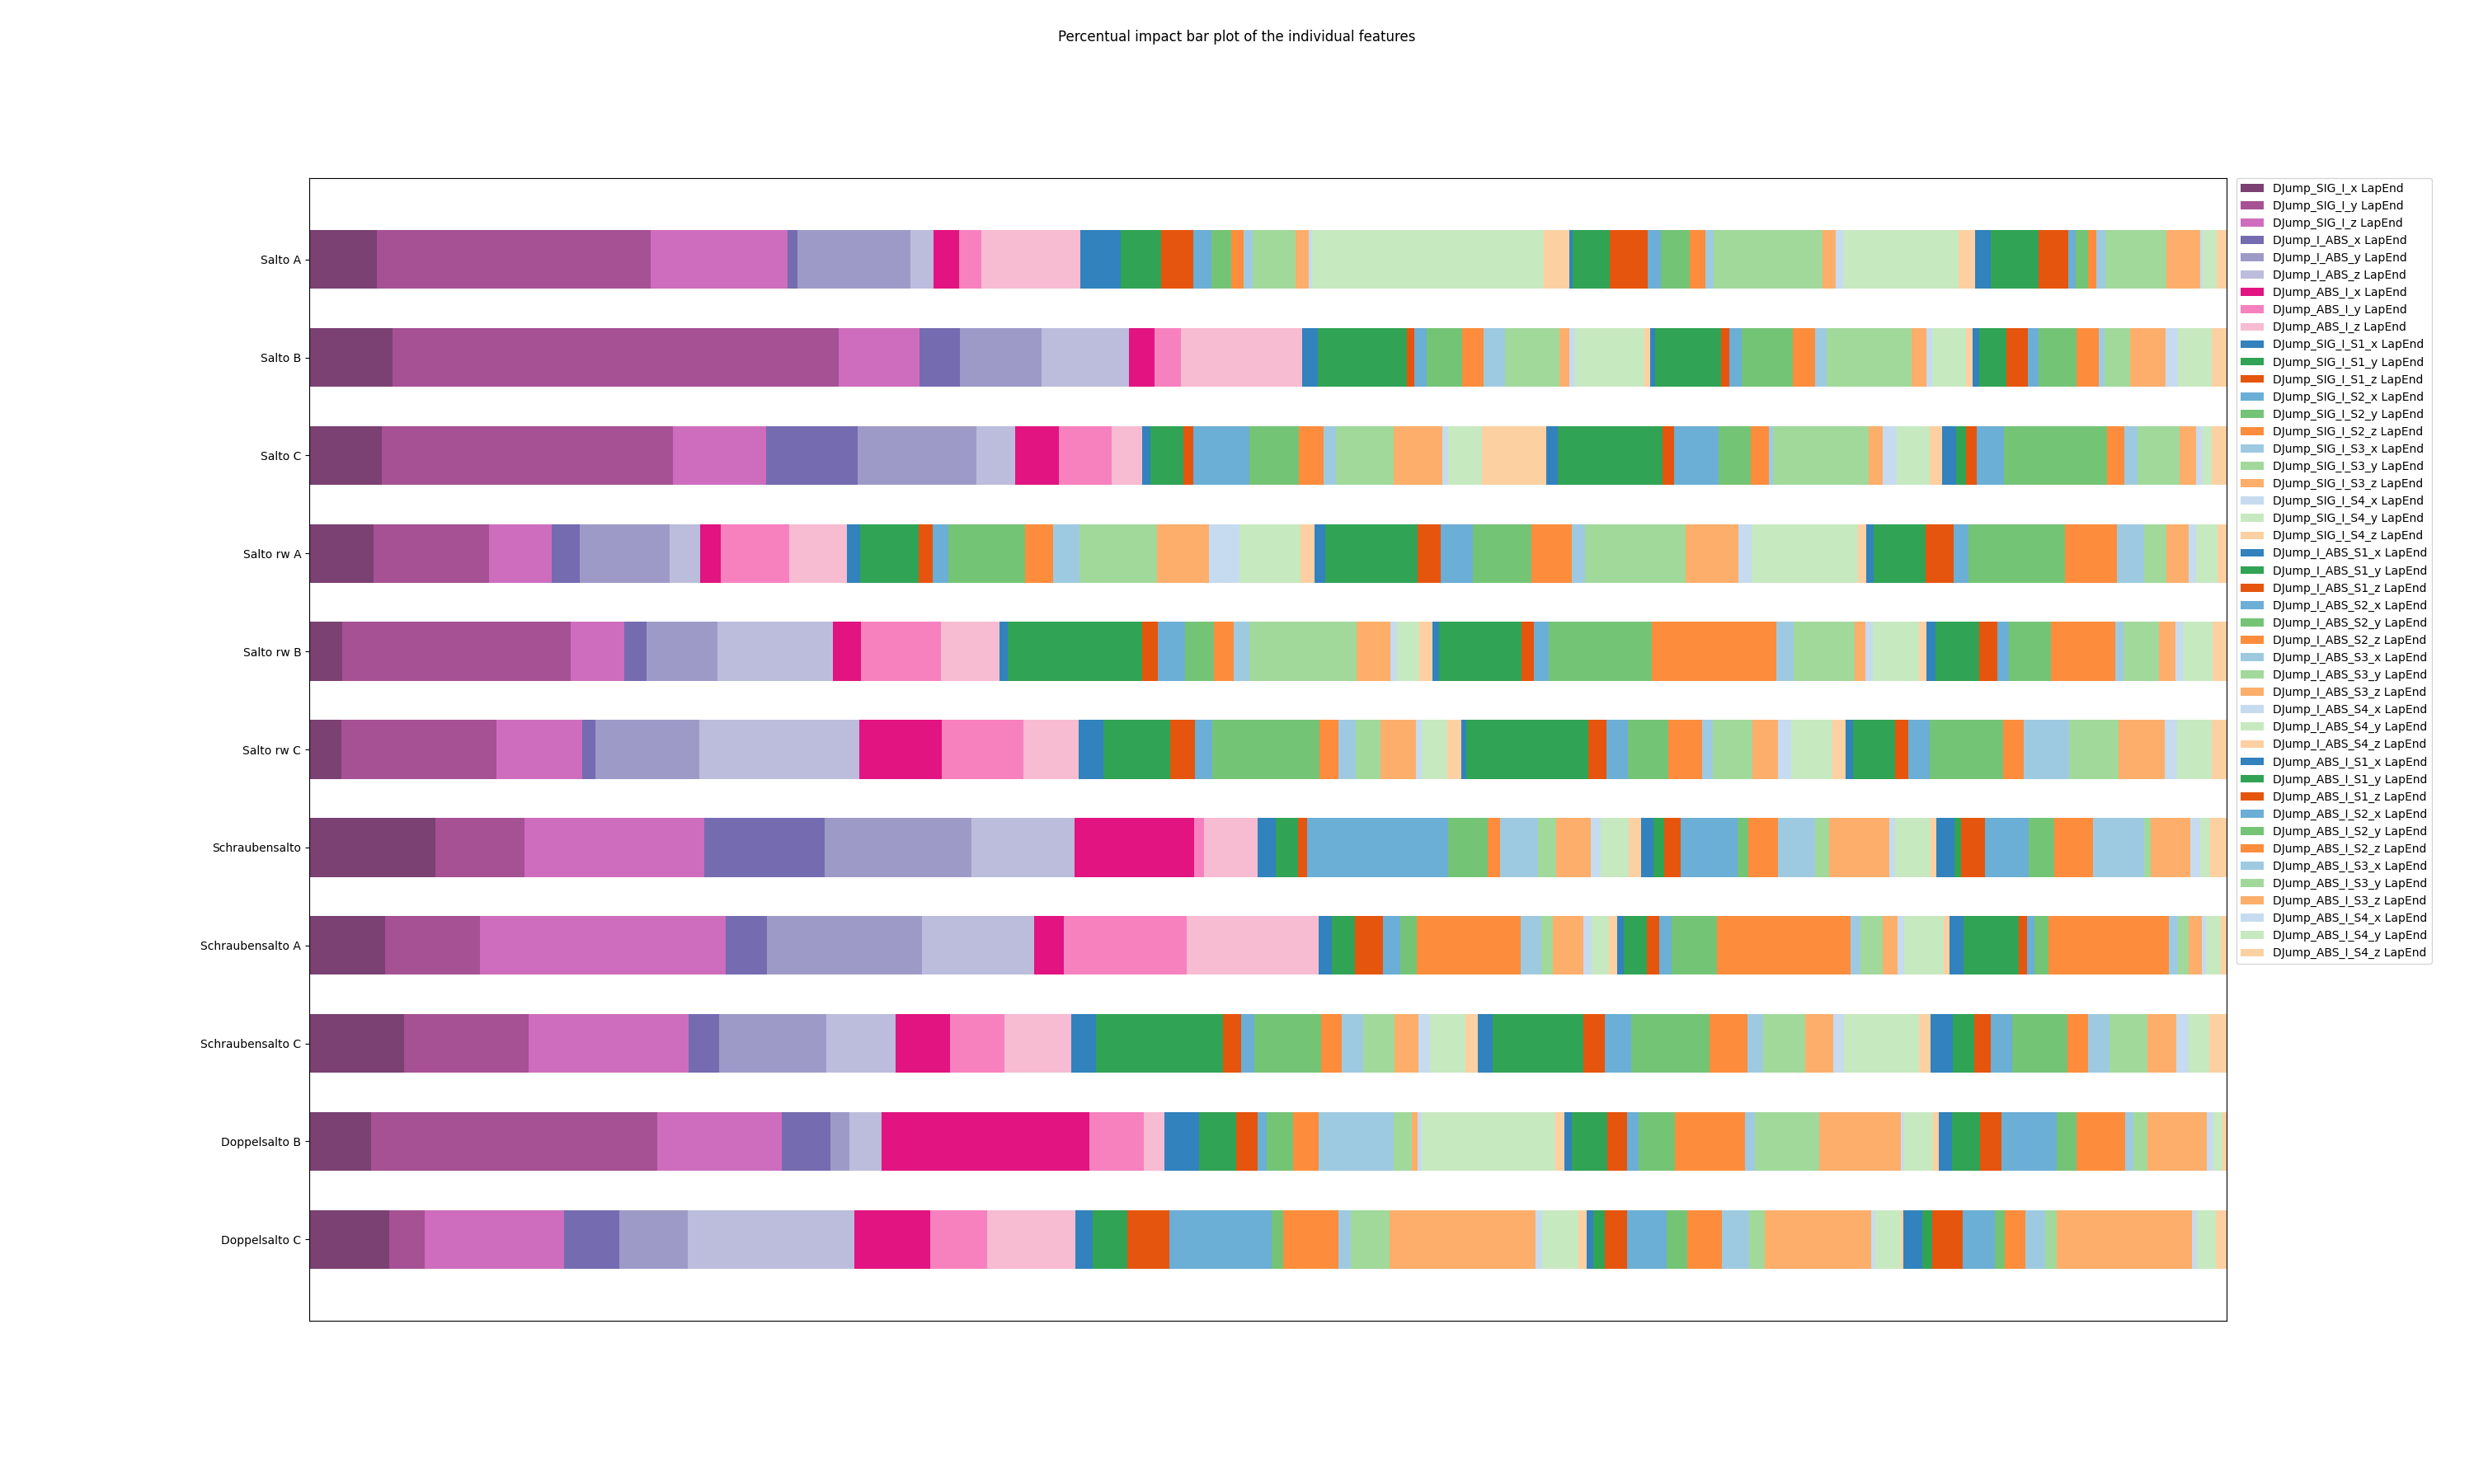 Percentual impact bar plot of the individual features
Salto A
Salto B
Salto C
Salto rw A
Salto rw B
Salto rw C
Schraubensalto
Schraubensalto A
Schraubensalto C
Doppelsalto B
Doppelsalto C
DJump_SIG_I_x LapEnd
DJump_SIG_I_y LapEnd
DJump_SIG_I_z LapEnd
DJump_I_ABS_x LapEnd
DJump_I_ABS_y LapEnd
DJump_I_ABS_z LapEnd
DJump_ABS_I_x LapEnd
DJump_ABS_I_y LapEnd
DJump_ABS_I_z LapEnd
DJump_SIG_I_S1_x LapEnd
DJump_SIG_I_S1_y LapEnd
DJump_SIG_I_S1_z LapEnd
DJump_SIG_I_S2_x LapEnd
DJump_SIG_I_S2_y LapEnd
DJump_SIG_I_S2_z LapEnd
DJump_SIG_I_S3_x LapEnd
DJump_SIG_I_S3_y LapEnd
DJump_SIG_I_S3_z LapEnd
DJump_SIG_I_S4_x LapEnd
DJump_SIG_I_S4_y LapEnd
DJump_SIG_I_S4_z LapEnd
DJump_I_ABS_S1_x LapEnd
DJump_I_ABS_S1_y LapEnd
DJump_I_ABS_S1_z LapEnd
DJump_I_ABS_S2_x LapEnd
DJump_I_ABS_S2_y LapEnd
DJump_I_ABS_S2_z LapEnd
DJump_I_ABS_S3_x LapEnd
DJump_I_ABS_S3_y LapEnd
DJump_I_ABS_S3_z LapEnd
DJump_I_ABS_S4_x LapEnd
DJump_I_ABS_S4_y LapEnd
DJump_I_ABS_S4_z LapEnd
DJump_ABS_I_S1_x LapEnd
DJump_ABS_I_S1_y LapEnd
DJump_ABS_I_S1_z LapEnd
DJump_ABS_I_S2_x LapEnd
DJump_ABS_I_S2_y LapEnd
DJump_ABS_I_S2_z LapEnd
DJump_ABS_I_S3_x LapEnd
DJump_ABS_I_S3_y LapEnd
DJump_ABS_I_S3_z LapEnd
DJump_ABS_I_S4_x LapEnd
DJump_ABS_I_S4_y LapEnd
DJump_ABS_I_S4_z LapEnd